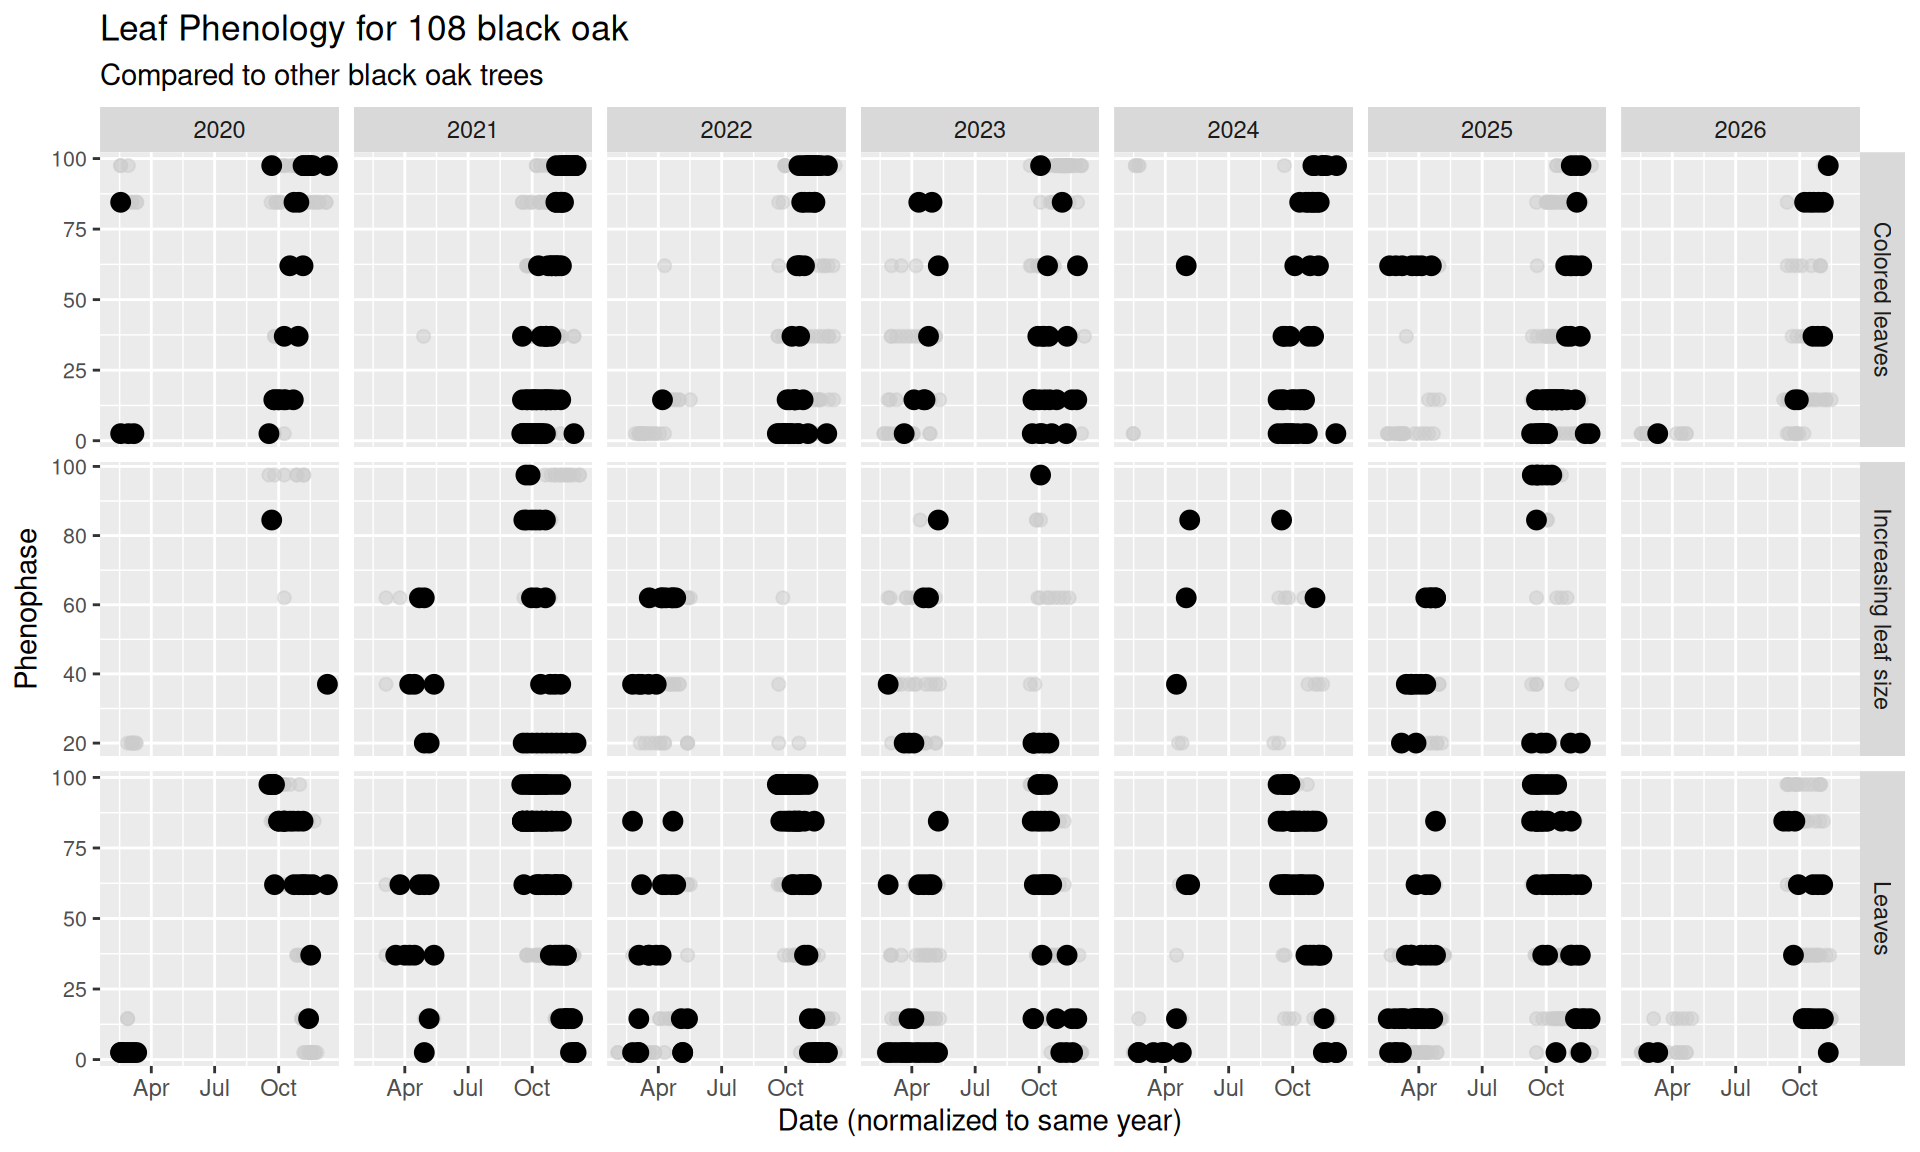 Leaf Phenology for 108 black oak
Compared to other black oak trees
2020 2021 2022 2023 2024 2025 2026
100
75
50
25
0
Colored leaves
100
80
60
40
20
Increasing leaf size
100
75
50
25
0
Leaves
Phenophase
Apr Jul Oct Apr Jul Oct Apr Jul Oct Apr Jul Oct Apr Jul Oct Apr Jul Oct Apr Jul Oct
Date (normalized to same year)